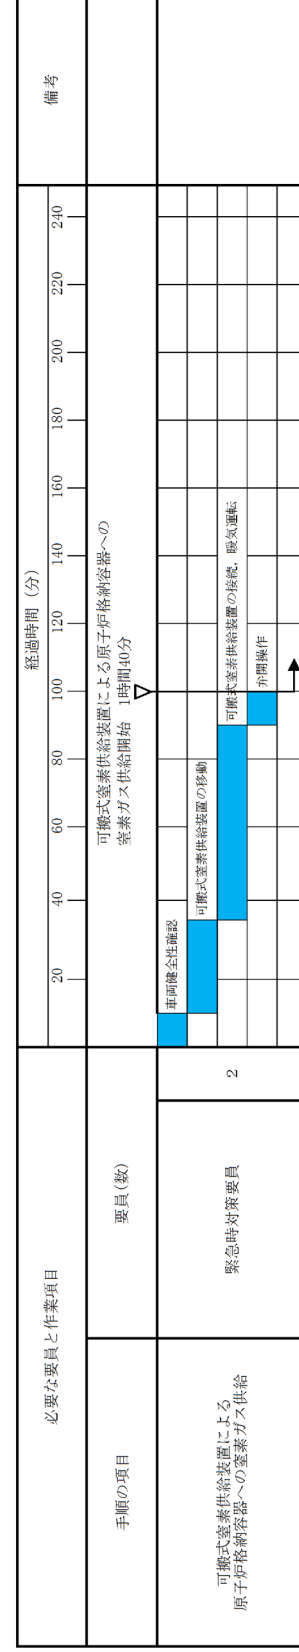 必要な要員と作業項目
経過時間（分）
備考
手順の項目
要員(数)
20
40
60
80
100
120
140
160
180
200
220
240
可搬式窒素供給装置による原子炉格納容器への
窒素ガス供給開始　1時間40分
可搬式窒素供給装置による
原子炉格納容器への窒素ガス供給
緊急時対策要員
2
車両健全性確認
可搬式窒素供給装置の移動
可搬式窒素供給装置の接続，暖気運転
弁開操作